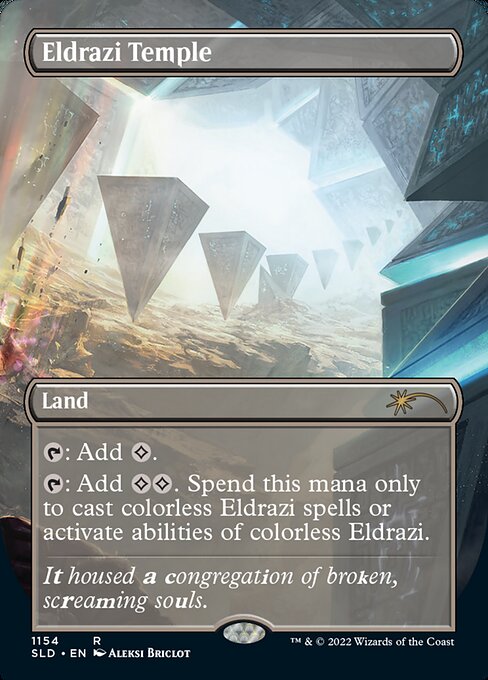 Eldrazi Temple
Land
: Add .
: Add . Spend this mana only
to cast colorless Eldrazi spells or
activate abilities of colorless Eldrazi.
It housed a congregation of broken,
screaming souls.
1154 R
SLD • EN Aleksi Briclot
™ & © 2022 Wizards of the Coast